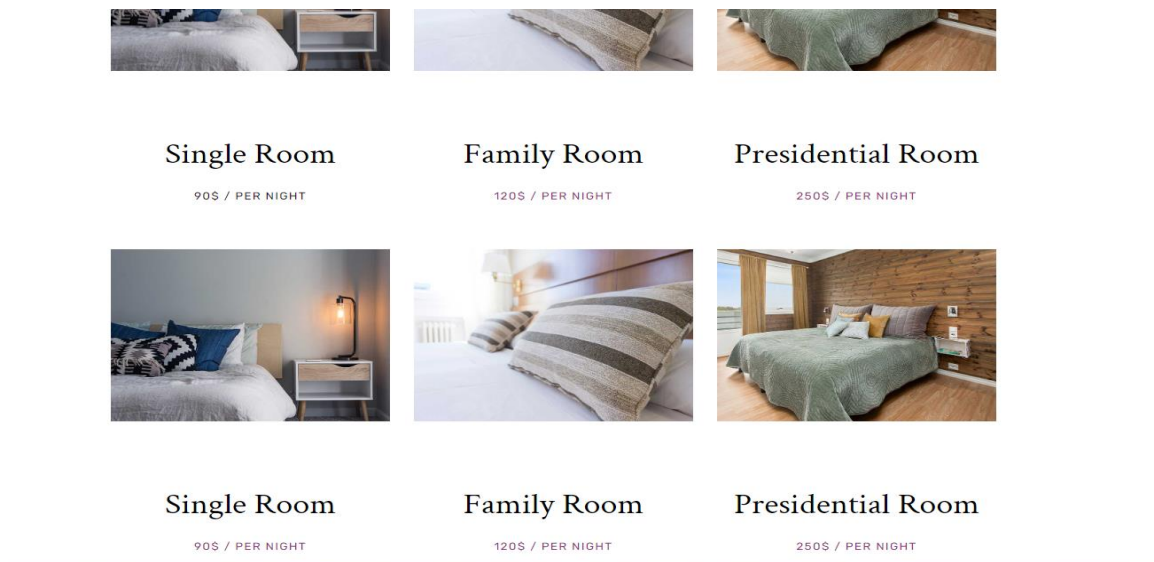 Single Room
90$ / PER NIGHT
Family Room
120$ / PER NIGHT
Presidential Room
250$ / PER NIGHT
Single Room
90$ / PER NIGHT
Family Room
120$ / PER NIGHT
Presidential Room
250$ / PER NIGHT